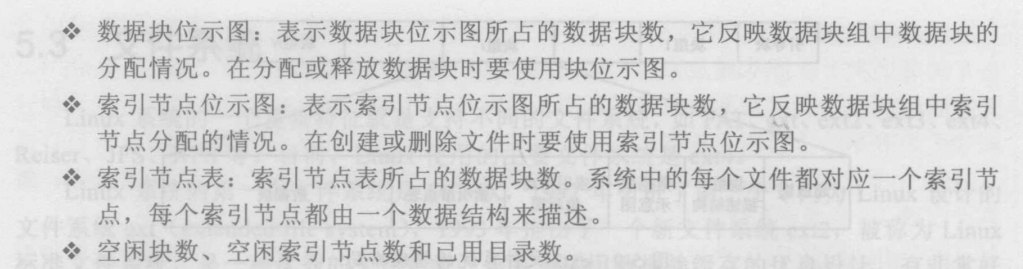 ❖ 数据块位示图：表示数据块位示图所占的数据块数，它反映数据块组中数据块的
分配情况。在分配或释放数据块时要使用块位示图。
❖ 索引节点位示图：表示索引节点位示图所占的数据块数，它反映数据块组中索引
节点分配的情况。在创建或删除文件时要使用索引节点位示图。
❖ 索引节点表：索引节点表所占的数据块数。系统中的每个文件都对应一个索引节
点，每个索引节点都由一个数据结构来描述。
❖ 空闲块数、空闲索引节点数和已用目录数。